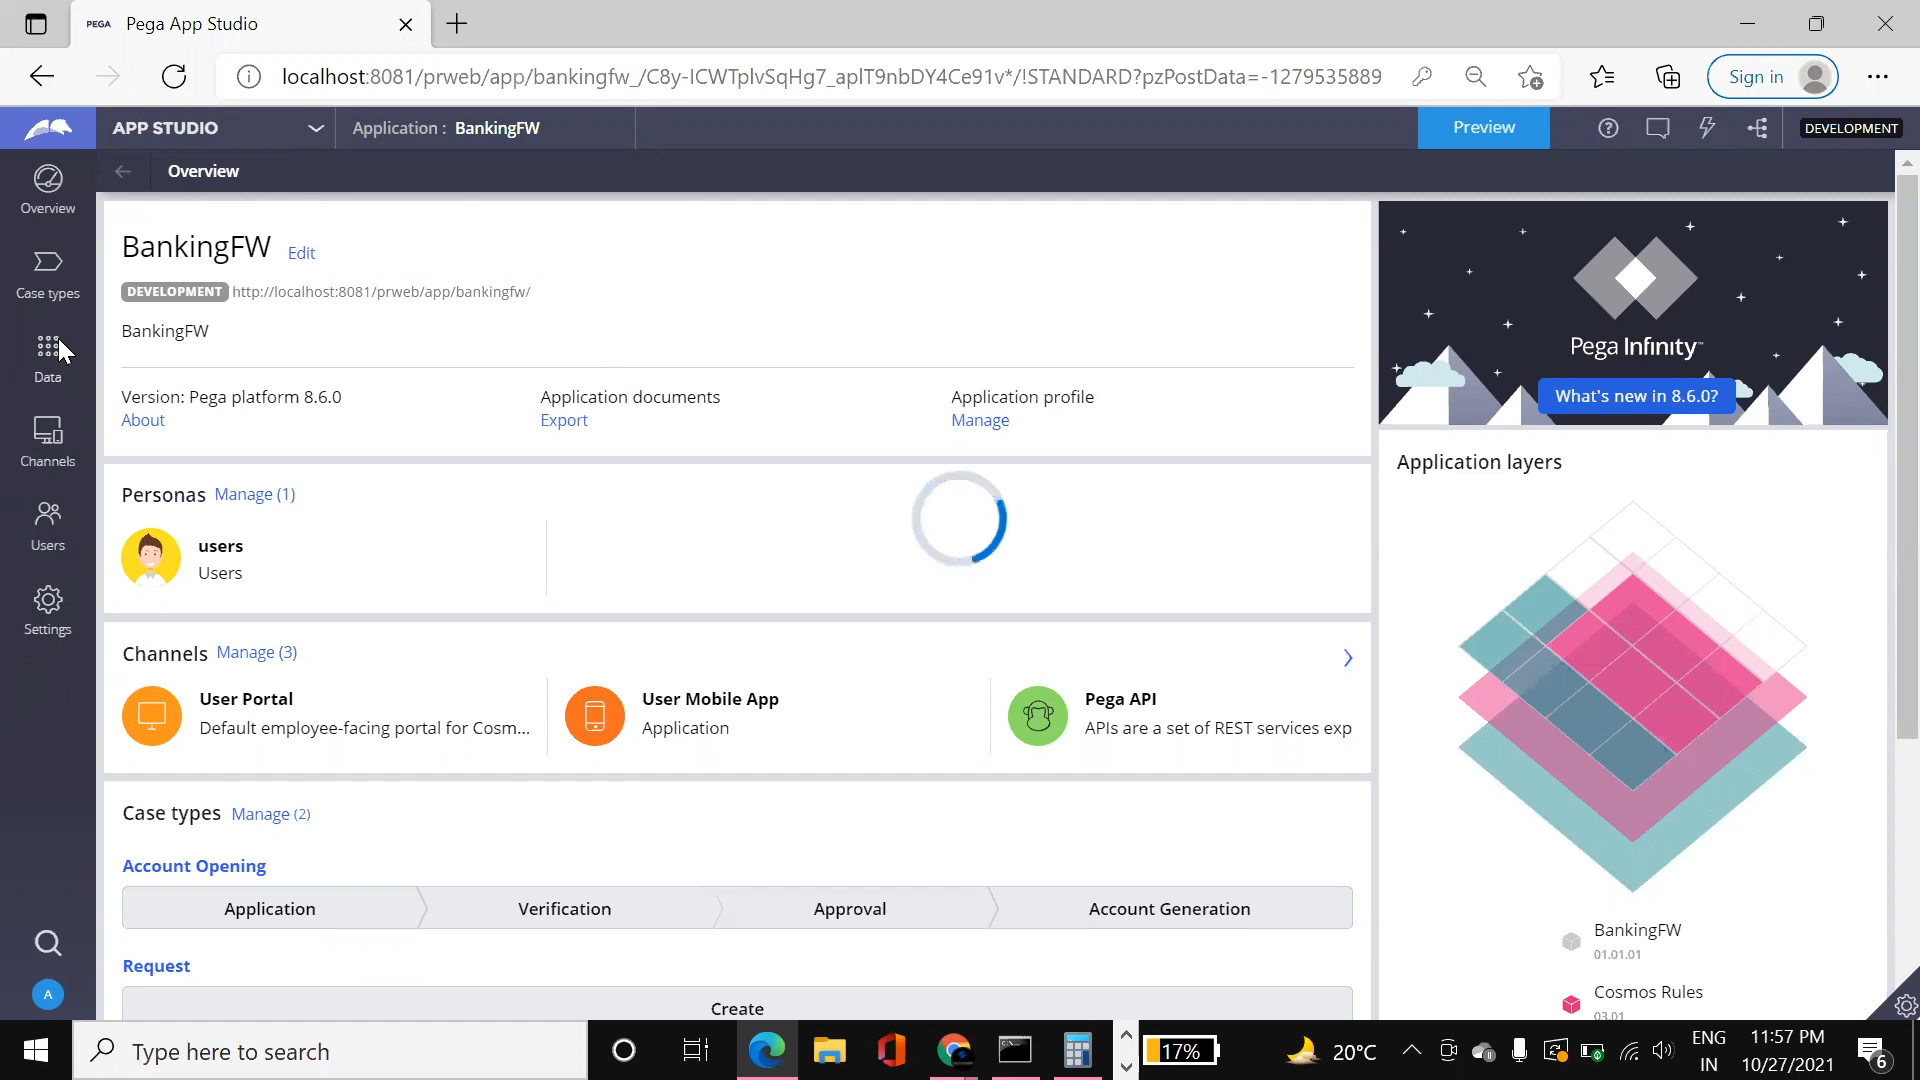 PEGA Pega App Studio
localhost:8081/prweb/app/bankingfw_/C8y-ICWTplvSqHg7_aplT9nbDY4Ce91v*/!STANDARD?pzPostData=-1279535889
Sign in
APP STUDIO
Application : BankingFW
Preview
DEVELOPMENT
Overview
Overview
Case types
Data
Channels
Users
Settings
A
BankingFW Edit
DEVELOPMENT http://localhost:8081/prweb/app/bankingfw/
BankingFW
Version: Pega platform 8.6.0
About
Application documents
Export
Application profile
Manage
Personas Manage (1)
users
Users
Channels Manage (3)
User Portal
Default employee-facing portal for Cosm...
User Mobile App
Application
Pega API
APIs are a set of REST services exp
Case types Manage (2)
Account Opening
Application Verification Approval Account Generation
Request
Create
Pega Infinity™
What's new in 8.6.0?
Application layers
BankingFW
01.01.01
Cosmos Rules
03.01
Type here to search
17%
20°C
ENG
IN
11:57 PM
10/27/2021
6